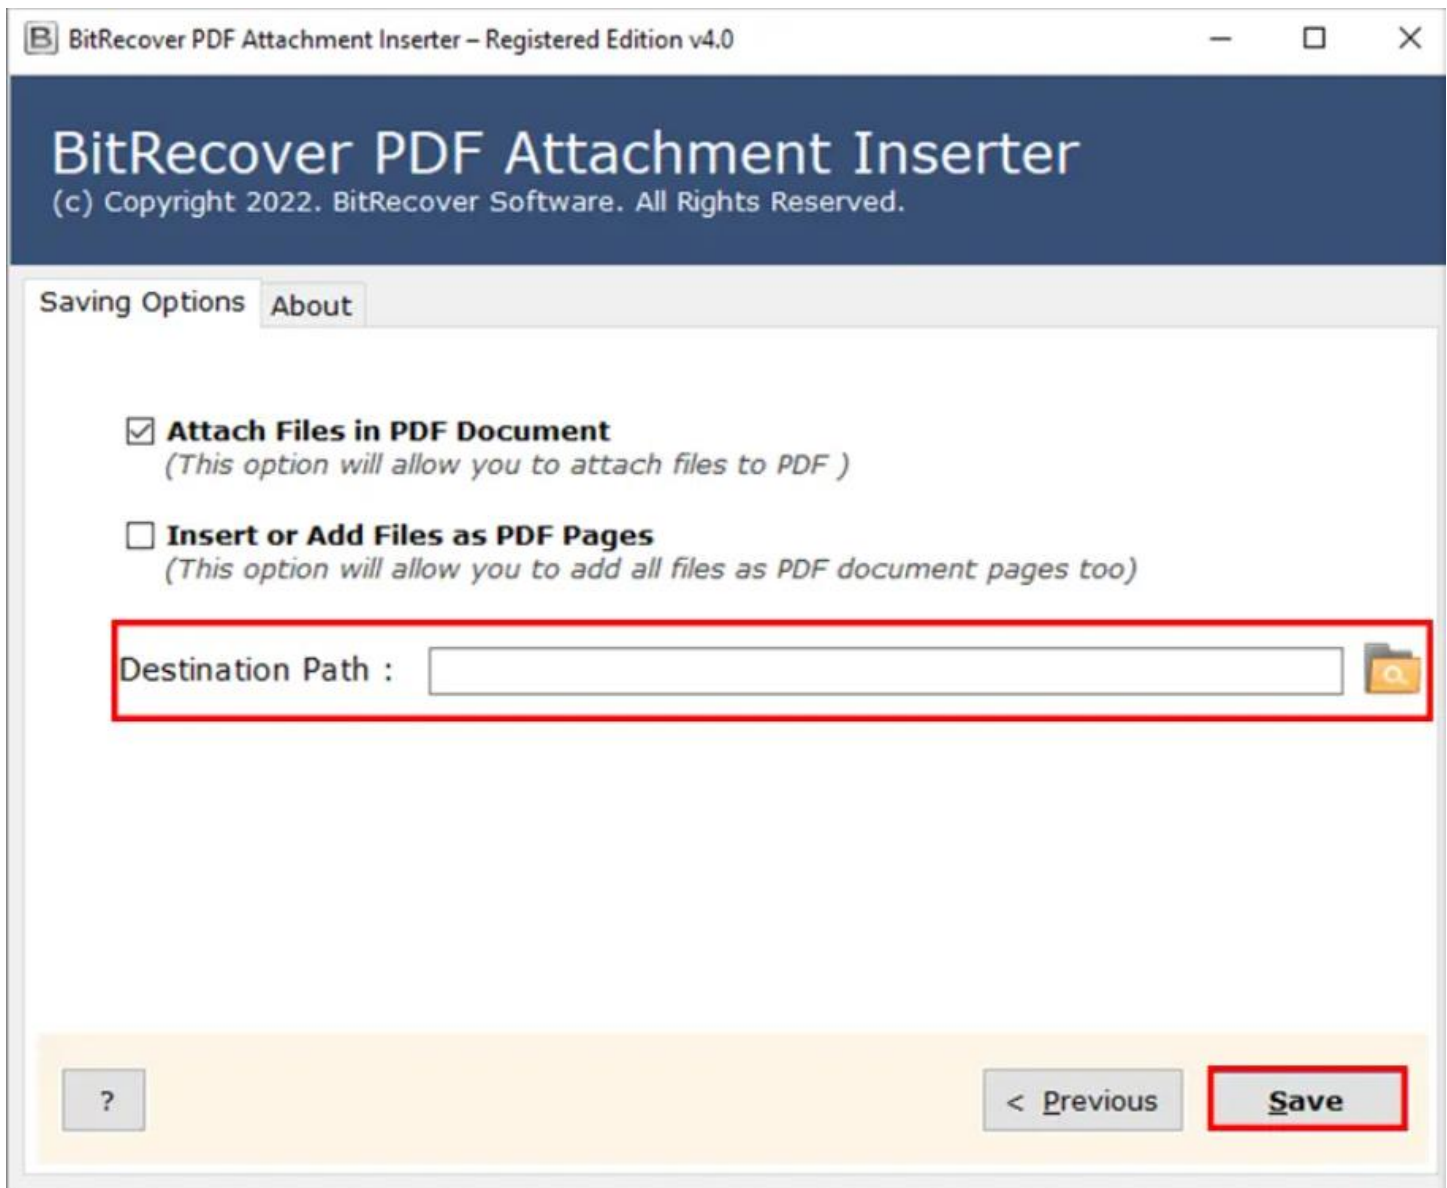 BitRecover PDF Attachment Inserter – Registered Edition v4.0
BitRecover PDF Attachment Inserter
(c) Copyright 2022. BitRecover Software. All Rights Reserved.
Saving Options About
Attach Files in PDF Document
(This option will allow you to attach files to PDF )
Insert or Add Files as PDF Pages
(This option will allow you to add all files as PDF document pages too)
Destination Path :
? < Previous Save